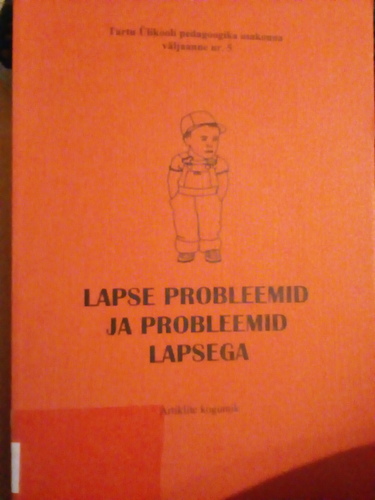 Tartu Ülikooli pedagoogika osakonna
väljaanne nr. 5
LAPSE PROBLEEMID
JA PROBLEEMID
LAPSEGA
Artiklite kogumik